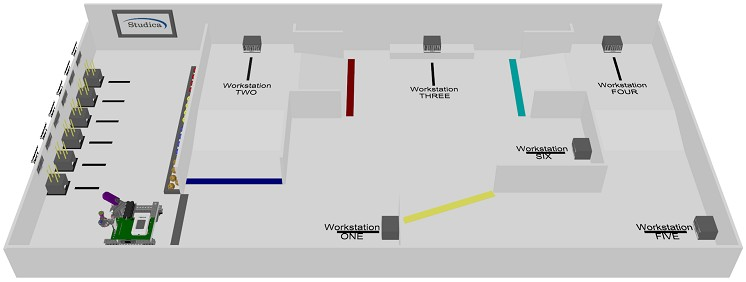 Studica
Workstation
TWO
Workstation
THREE
Workstation
FOUR
Workstation
SIX
Workstation
ONE
Workstation
FIVE